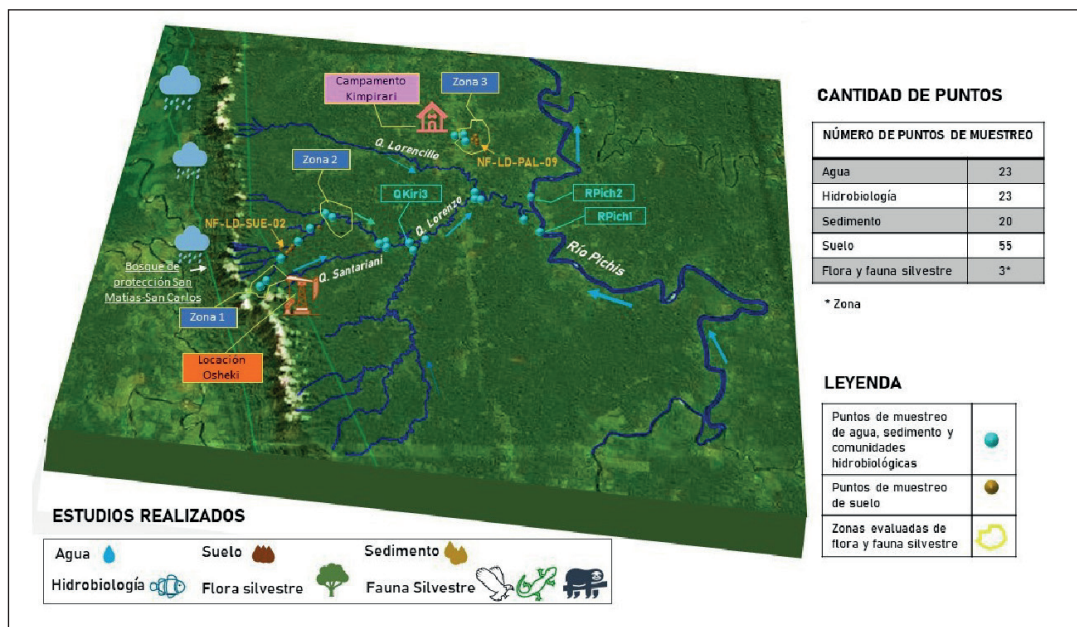 Campamento
Kimpirari
Zona 3
Q. Lorencillo
NF-LD-PAL-09
Zona 2
QKiri3
RPich2
NF-LD-SUE-02
Q. Lorenzo
RPich1
Bosque de
protección San
Matías-San Carlos
Q. Santariani
Río Pichis
Zona 1
Locación
Osheki
CANTIDAD DE PUNTOS
NÚMERO DE PUNTOS DE MUESTREO
Agua 23
Hidrobiología 23
Sedimento 20
Suelo 55
Flora y fauna silvestre 3*
* Zona
LEYENDA
Puntos de muestreo
de agua, sedimento y
comunidades
hidrobiológicas
Puntos de muestreo
de suelo
Zonas evaluadas de
flora y fauna silvestre
ESTUDIOS REALIZADOS
Agua Suelo Sedimento
Hidrobiología Flora silvestre Fauna Silvestre